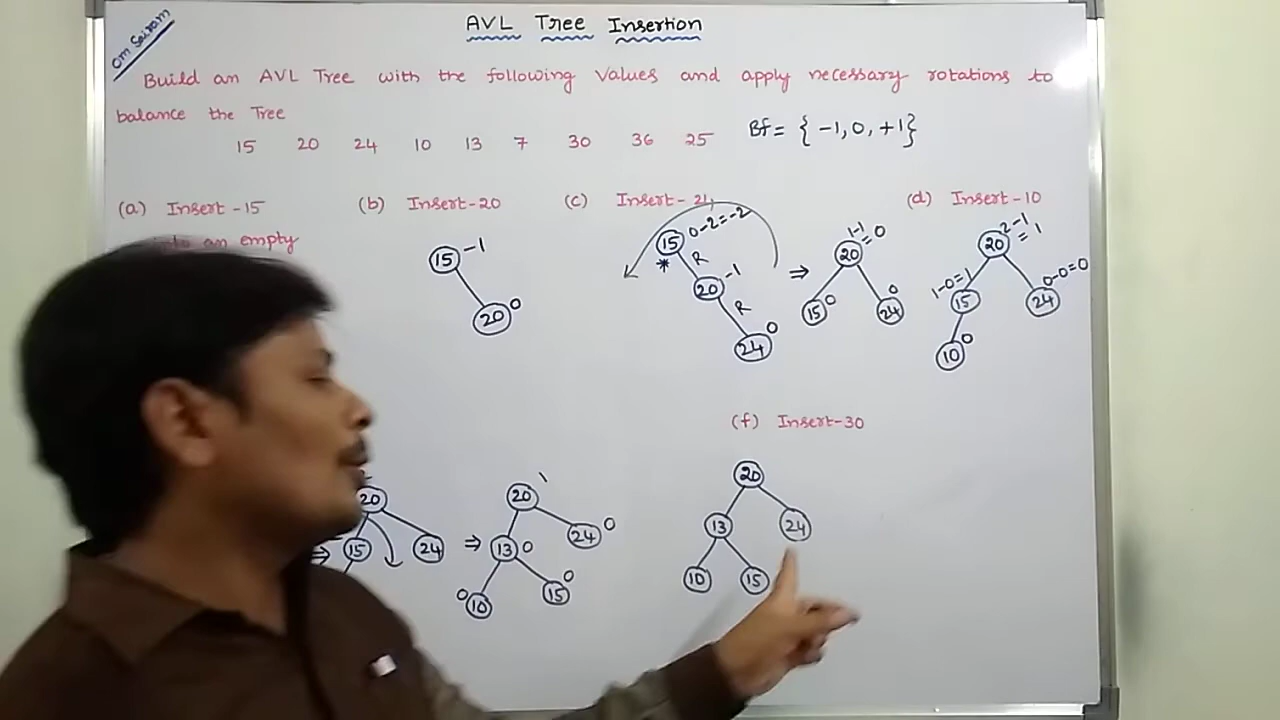 Om Sairam
AVL Tree Insertion
Build an AVL Tree with the following Values and apply necessary rotations to
balance the Tree
15 20 24 10 13 7 30 36 25 Bf = { -1, 0, +1}
(a) Insert -15
into an empty
(b) Insert-20
15 -1
20 0
(c) Insert- 24
15 0-2=-2
* R
20 -1
R
24 0
⇒
20 1-1=0
15 0 24 0
(d) Insert-10
20 2-1=1
15 1-0=1 24 0-0=0
10 0
20
⇒ 15 24
⇒
20 1
13 0 24 0
0 10 15 0
(f) Insert-30
20
13 24
10 15